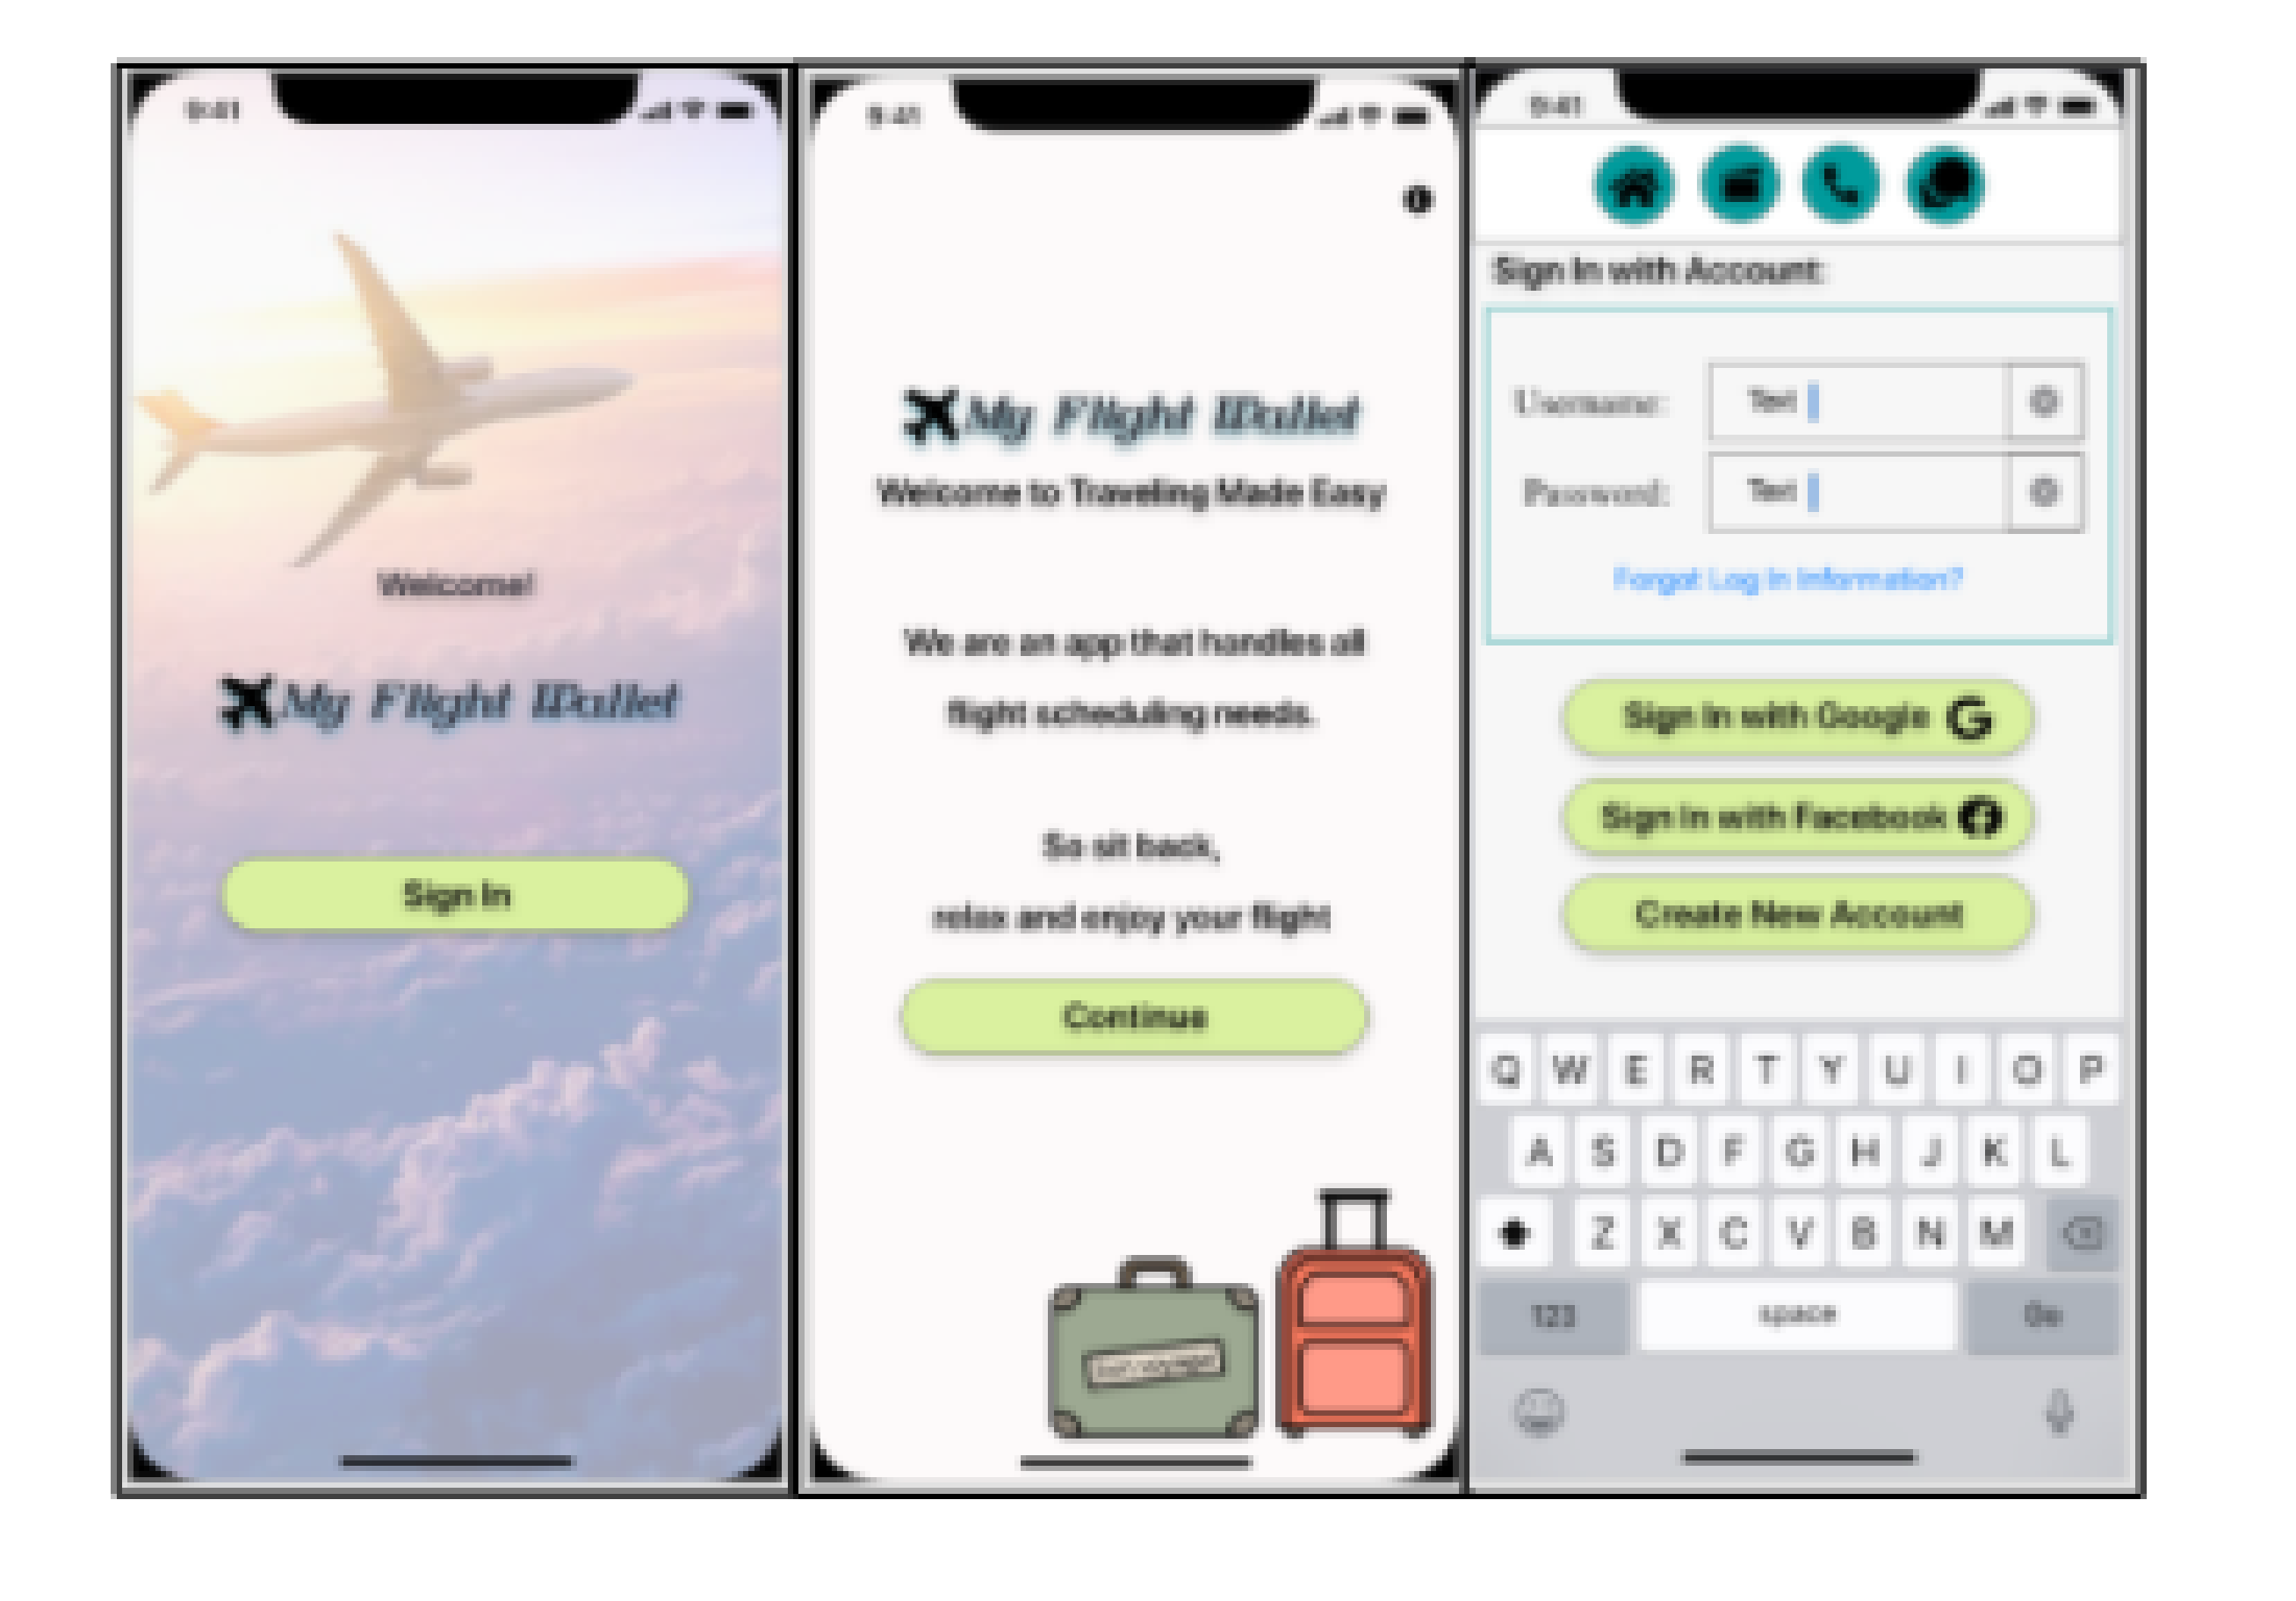 9:41
Welcome!
My Flight Wallet
Sign In
9:41
My Flight Wallet
Welcome to Traveling Made Easy
We are an app that handles all
flight scheduling needs.
So sit back,
relax and enjoy your flight
Continue
9:41
Sign In with Account:
Username: Text
Password: Text
Forgot Log In Information?
Sign In with Google G
Sign In with Facebook
Create New Account
Q W E R T Y U I O P
A S D F G H J K L
Z X C V B N M
123 space Go